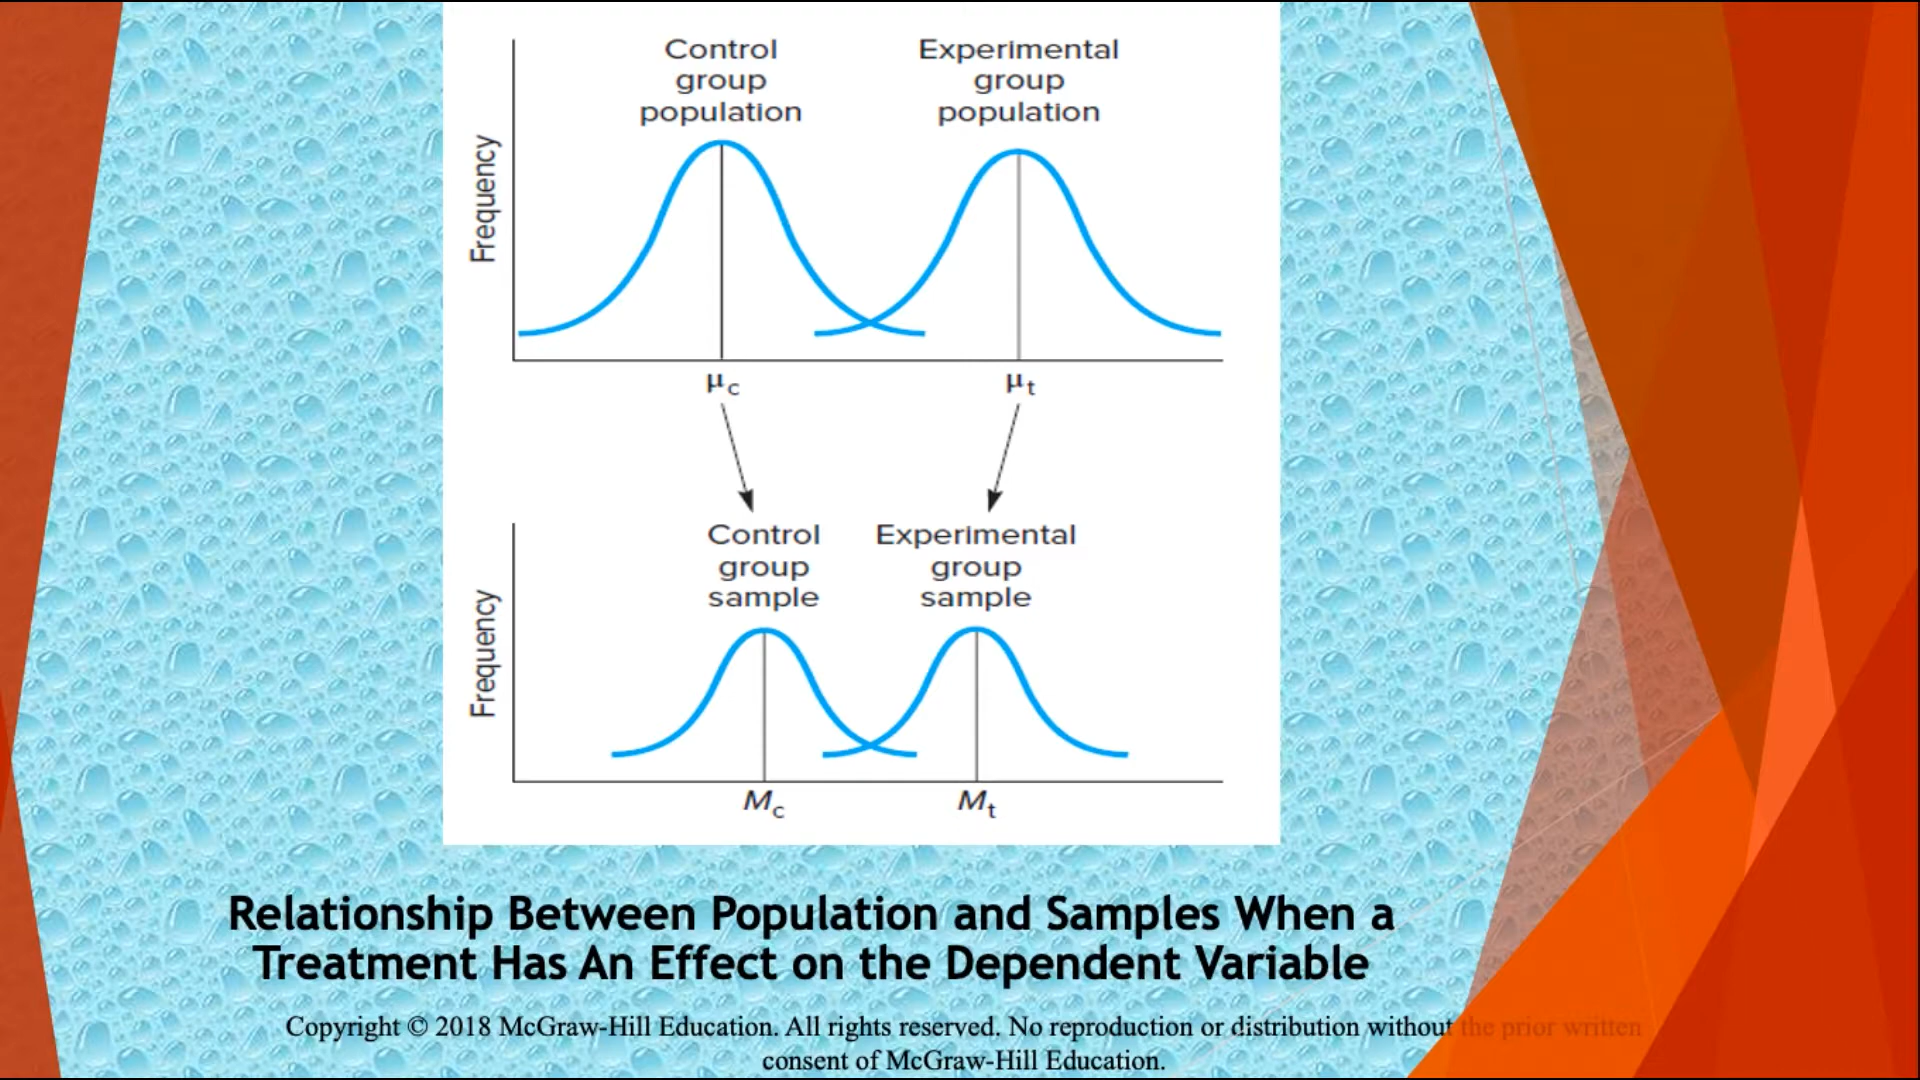 Control
group
population
Experimental
group
population
Frequency
μc
μt
Control
group
sample
Experimental
group
sample
Frequency
Mc
Mt
Relationship Between Population and Samples When a
Treatment Has An Effect on the Dependent Variable
Copyright © 2018 McGraw-Hill Education. All rights reserved. No reproduction or distribution without the prior written
consent of McGraw-Hill Education.